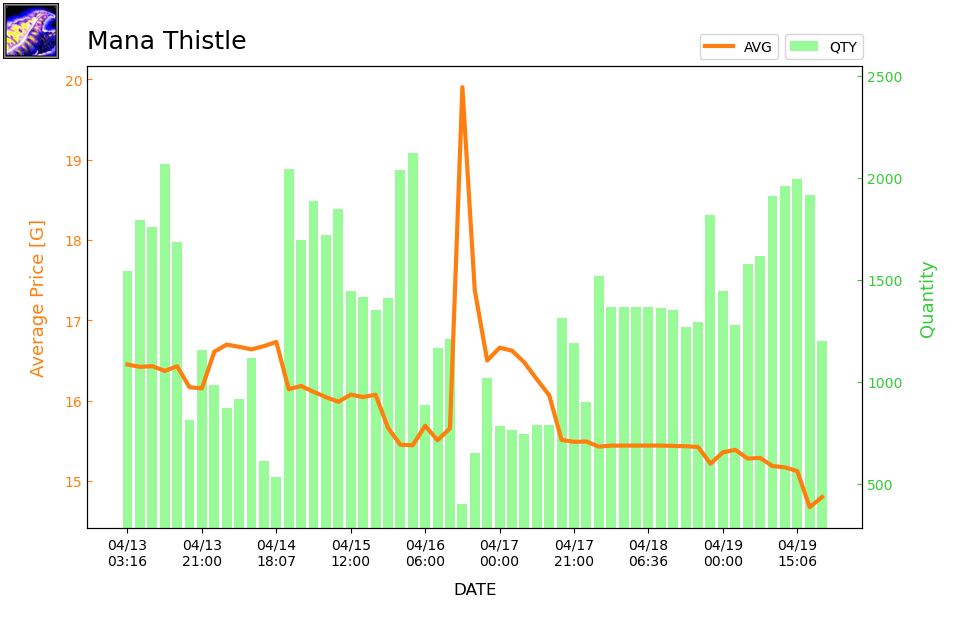 Mana Thistle
AVG
QTY
Average Price [G]
20
19
18
17
16
15
2500
2000
1500
1000
500
Quantity
04/13 04/13 04/14 04/15 04/16 04/17 04/17 04/18 04/19 04/19
03:16 21:00 18:07 12:00 06:00 00:00 21:00 06:36 00:00 15:06
DATE